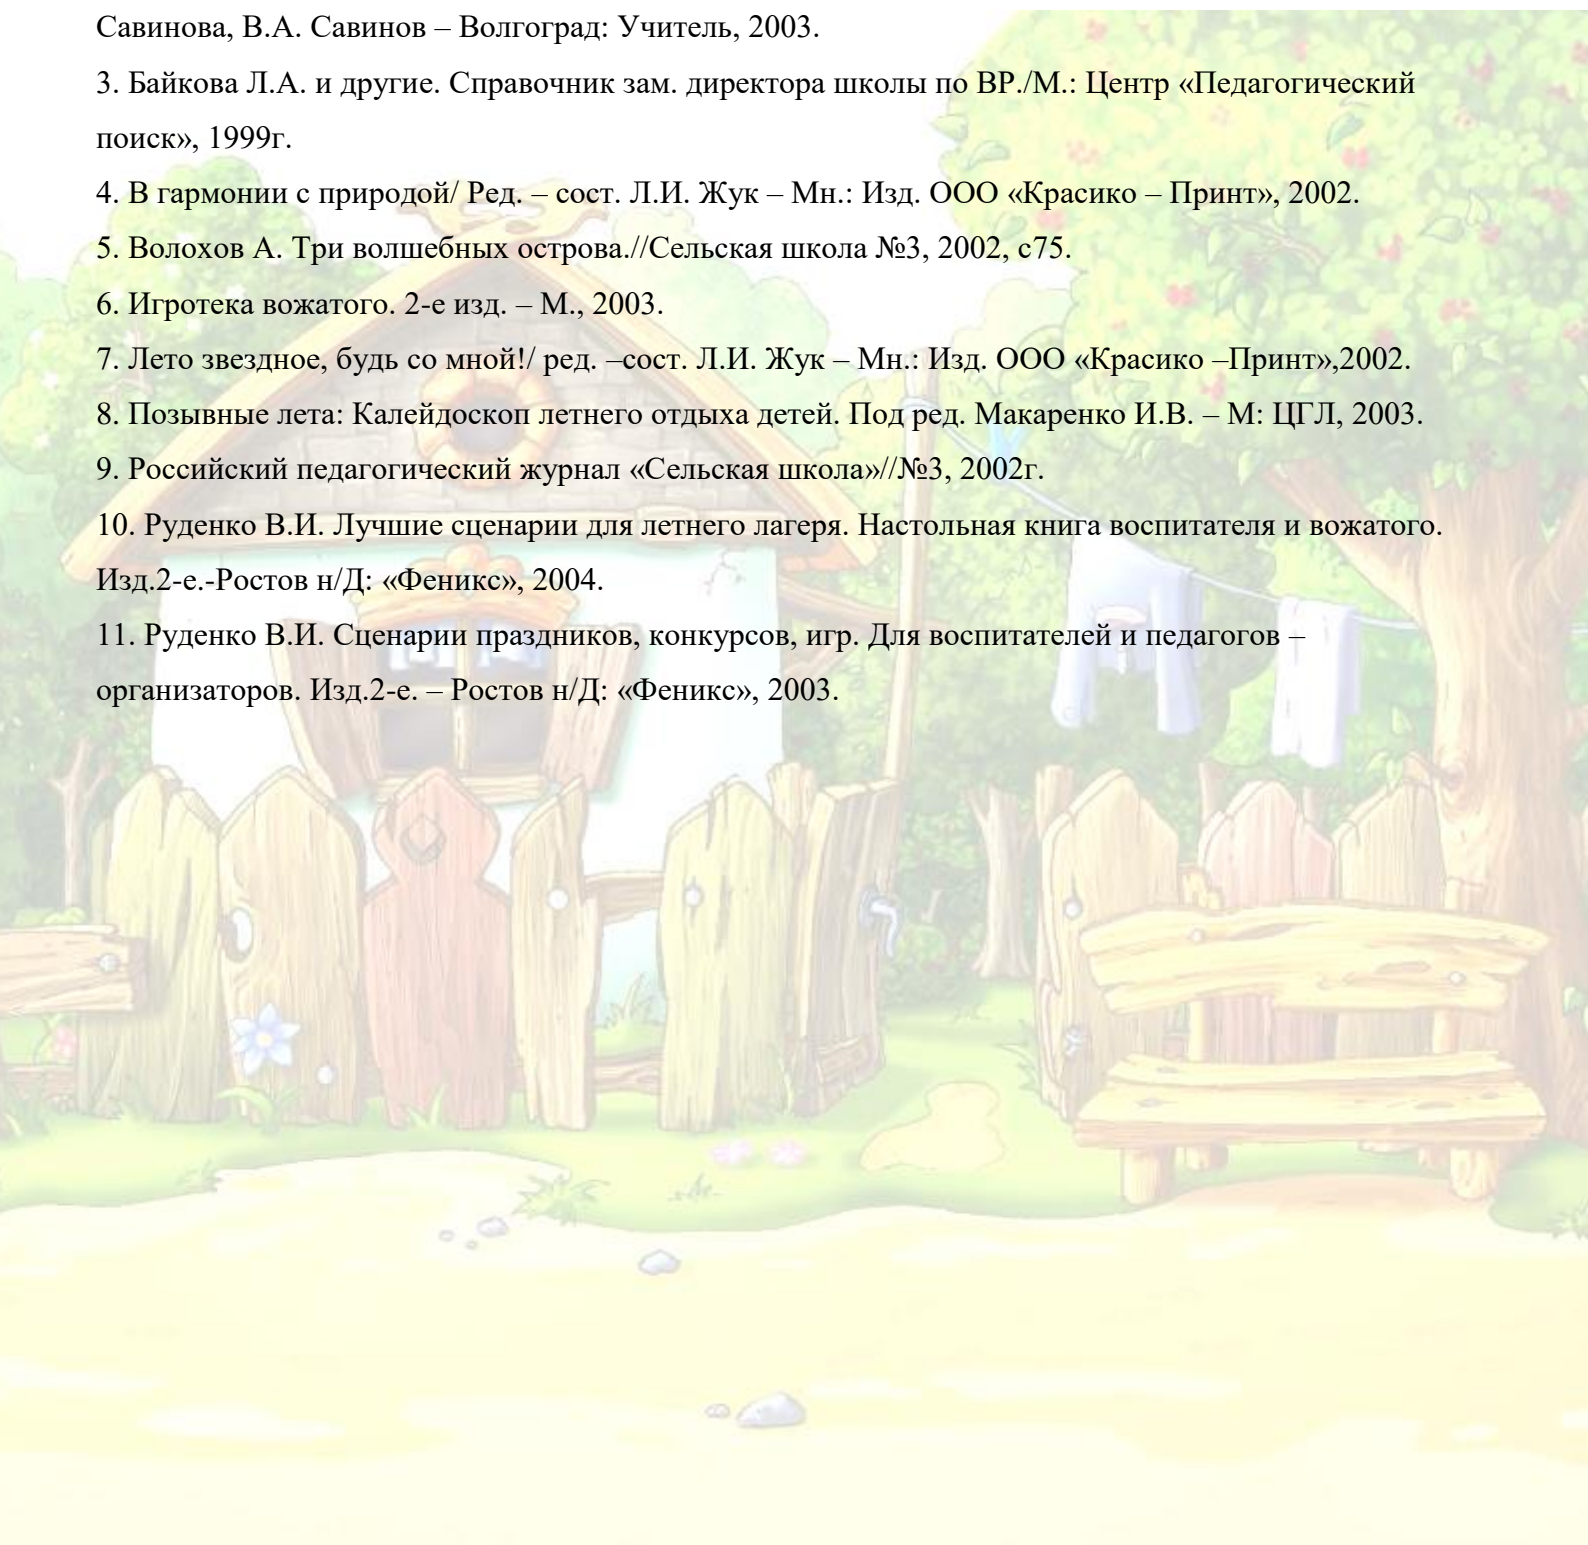 Савинова, В.А. Савинов – Волгоград: Учитель, 2003.
3. Байкова Л.А. и другие. Справочник зам. директора школы по ВР./М.: Центр «Педагогический
поиск», 1999г.
4. В гармонии с природой/ Ред. – сост. Л.И. Жук – Мн.: Изд. ООО «Красико – Принт», 2002.
5. Волохов А. Три волшебных острова.//Сельская школа №3, 2002, с75.
6. Игротека вожатого. 2-е изд. – М., 2003.
7. Лето звездное, будь со мной!/ ред. –сост. Л.И. Жук – Мн.: Изд. ООО «Красико –Принт»,2002.
8. Позывные лета: Калейдоскоп летнего отдыха детей. Под ред. Макаренко И.В. – М: ЦГЛ, 2003.
9. Российский педагогический журнал «Сельская школа»//№3, 2002г.
10. Руденко В.И. Лучшие сценарии для летнего лагеря. Настольная книга воспитателя и вожатого.
Изд.2-е.-Ростов н/Д: «Феникс», 2004.
11. Руденко В.И. Сценарии праздников, конкурсов, игр. Для воспитателей и педагогов –
организаторов. Изд.2-е. – Ростов н/Д: «Феникс», 2003.